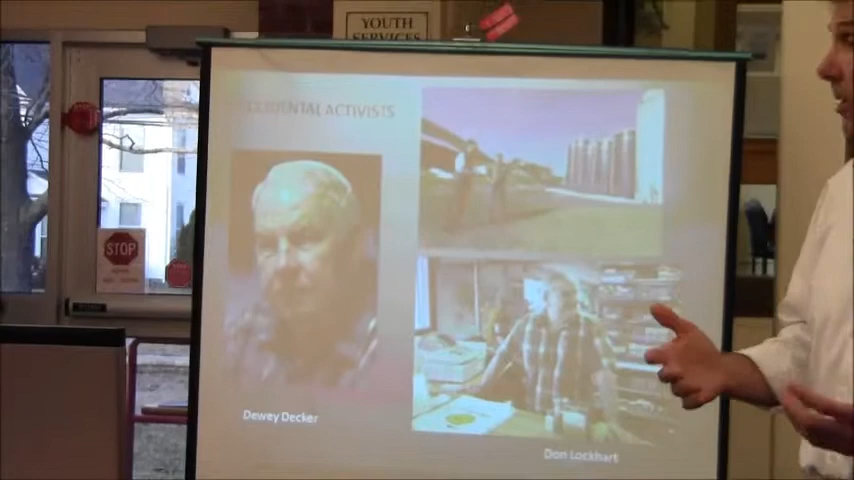 YOUTH
SERVICES
ACCIDENTAL ACTIVISTS
STOP
Dewey Decker
Don Lockhart